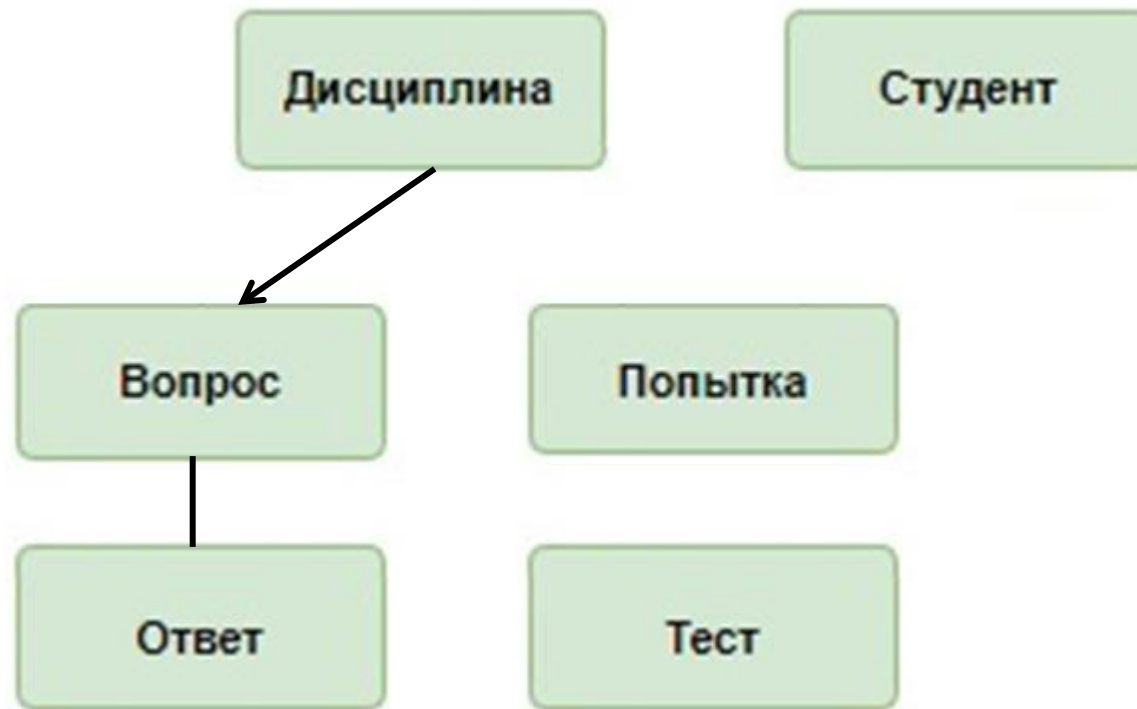 Дисциплина
Студент
Вопрос
Попытка
Ответ
Тест